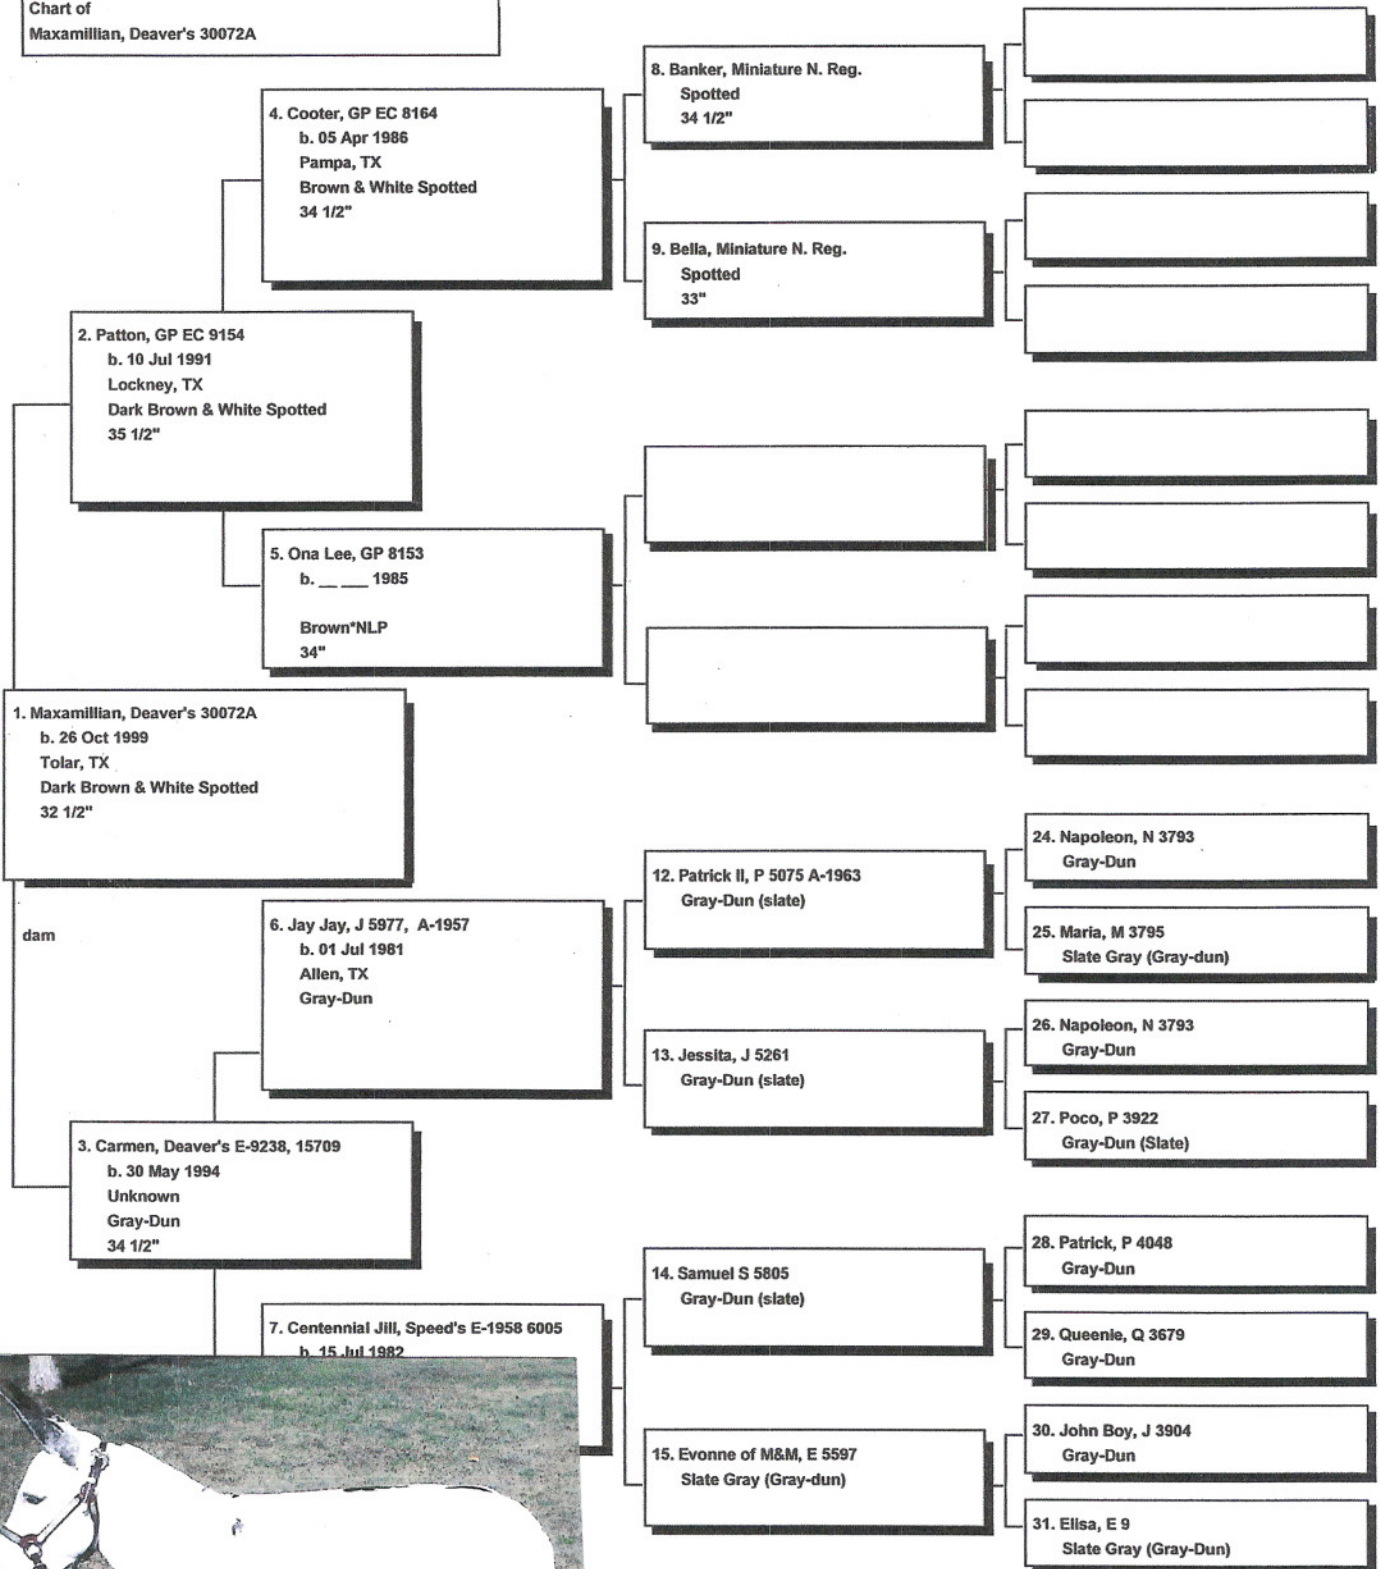 Chart of
Maxamillian, Deaver's 30072A
8. Banker, Miniature N. Reg.
Spotted
34 1/2"
4. Cooter, GP EC 8164
b. 05 Apr 1986
Pampa, TX
Brown & White Spotted
34 1/2"
9. Bella, Miniature N. Reg.
Spotted
33"
2. Patton, GP EC 9154
b. 10 Jul 1991
Lockney, TX
Dark Brown & White Spotted
35 1/2"
5. Ona Lee, GP 8153
b. __ ___ 1985
Brown*NLP
34"
1. Maxamillian, Deaver's 30072A
b. 26 Oct 1999
Tolar, TX
Dark Brown & White Spotted
32 1/2"
24. Napoleon, N 3793
Gray-Dun
12. Patrick II, P 5075 A-1963
Gray-Dun (slate)
25. Maria, M 3795
Slate Gray (Gray-dun)
6. Jay Jay, J 5977, A-1957
b. 01 Jul 1981
Allen, TX
Gray-Dun
dam
26. Napoleon, N 3793
Gray-Dun
13. Jessita, J 5261
Gray-Dun (slate)
27. Poco, P 3922
Gray-Dun (Slate)
3. Carmen, Deaver's E-9238, 15709
b. 30 May 1994
Unknown
Gray-Dun
34 1/2"
28. Patrick, P 4048
Gray-Dun
14. Samuel S 5805
Gray-Dun (slate)
29. Queenie, Q 3679
Gray-Dun
7. Centennial Jill, Speed's E-1958 6005
b. 15 Jul 1982
30. John Boy, J 3904
Gray-Dun
15. Evonne of M&M, E 5597
Slate Gray (Gray-dun)
31. Elisa, E 9
Slate Gray (Gray-Dun)